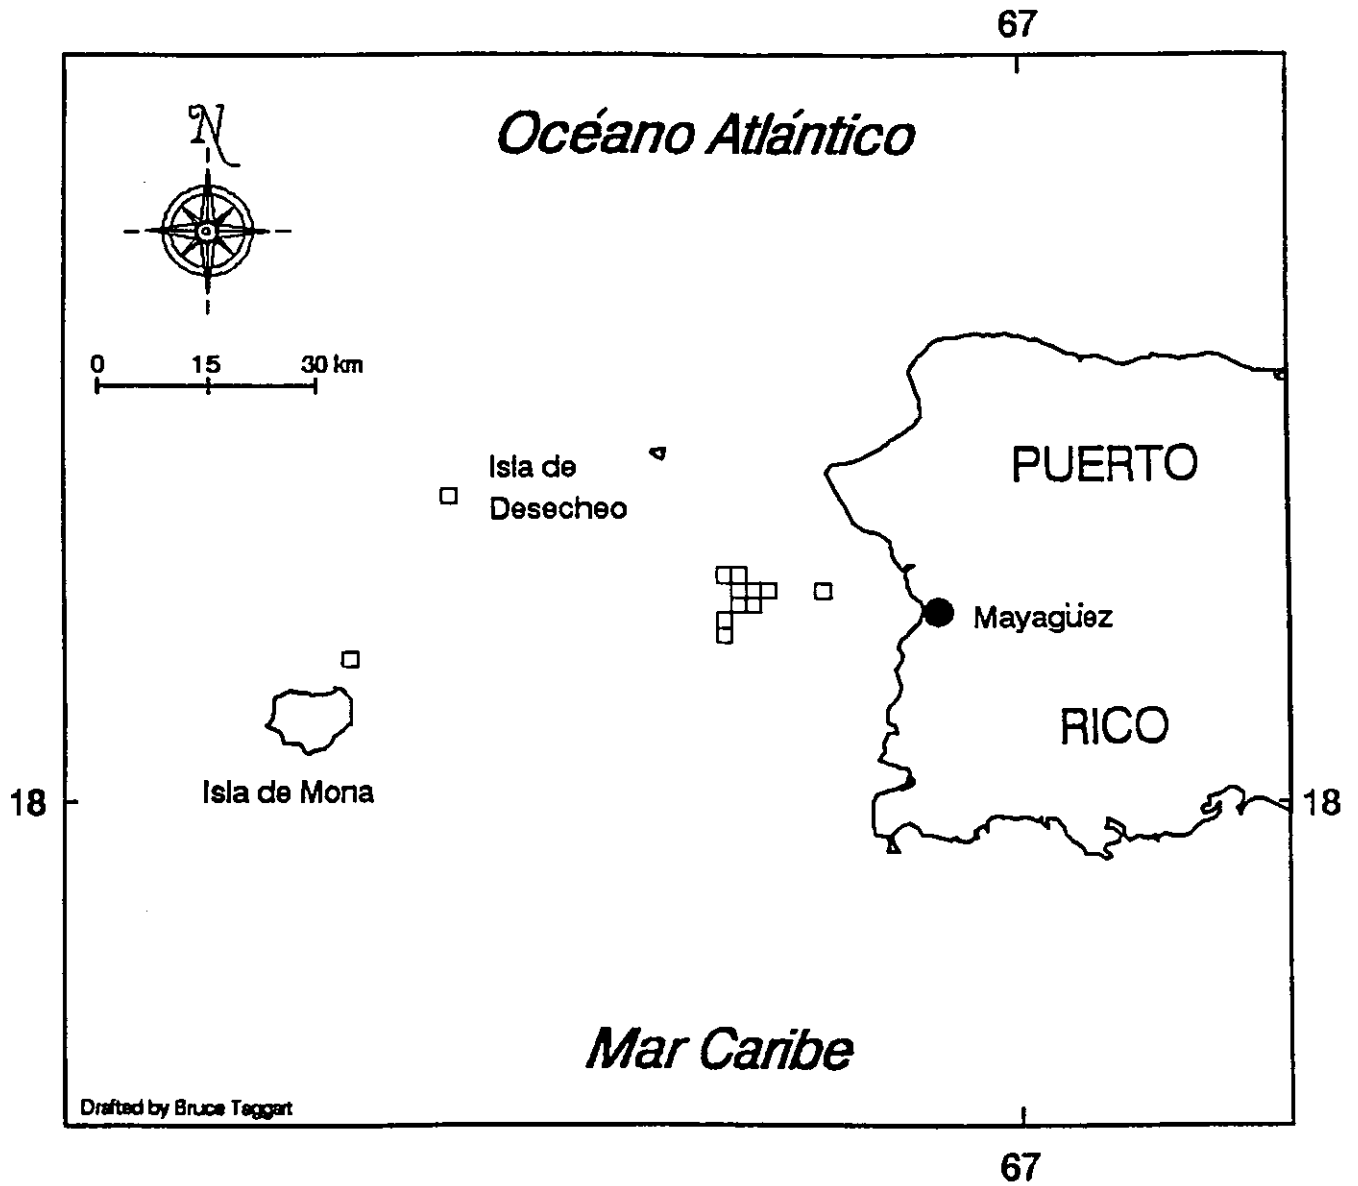 67
N
Océano Atlántico
0 15 30 km
Isla de
Desecheo
PUERTO
Mayagüez
RICO
Isla de Mona
18 18
Mar Caribe
Drafted by Bruce Taggart
67